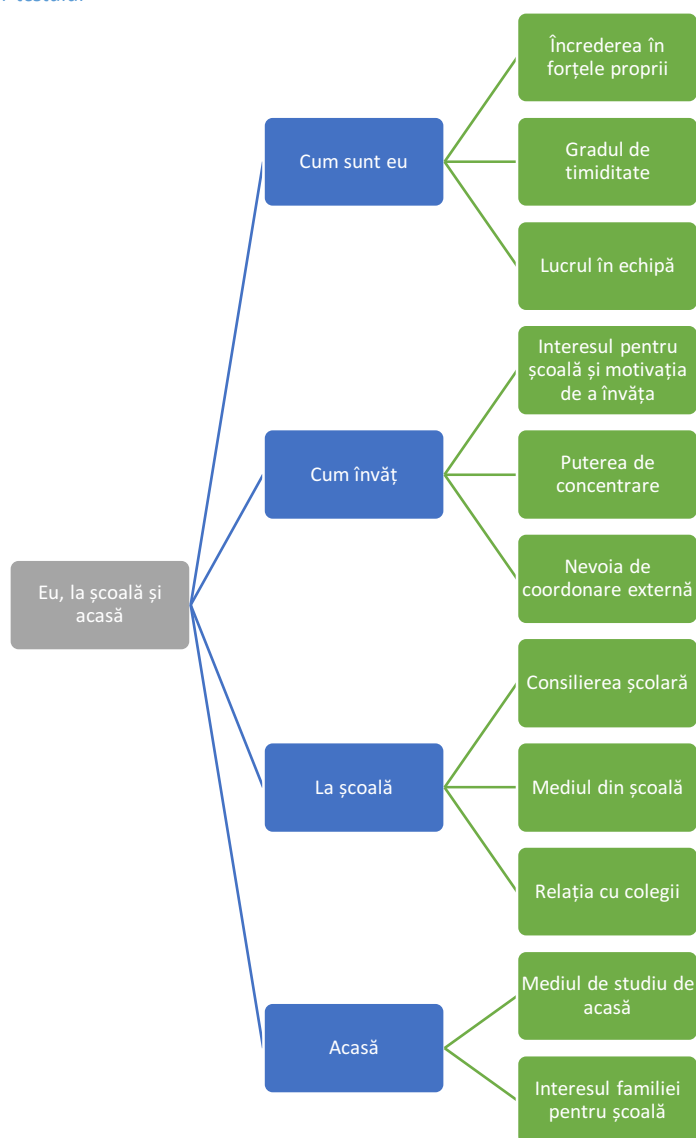 Încrederea în
forțele proprii
Cum sunt eu
Gradul de
timiditate
Lucrul în echipă
Interesul pentru
școală și motivația
de a învăța
Cum învăț
Puterea de
concentrare
Nevoia de
coordonare externă
Eu, la școală și
acasă
Consilierea școlară
La școală
Mediul din școală
Relația cu colegii
Mediul de studiu de
acasă
Acasă
Interesul familiei
pentru școală